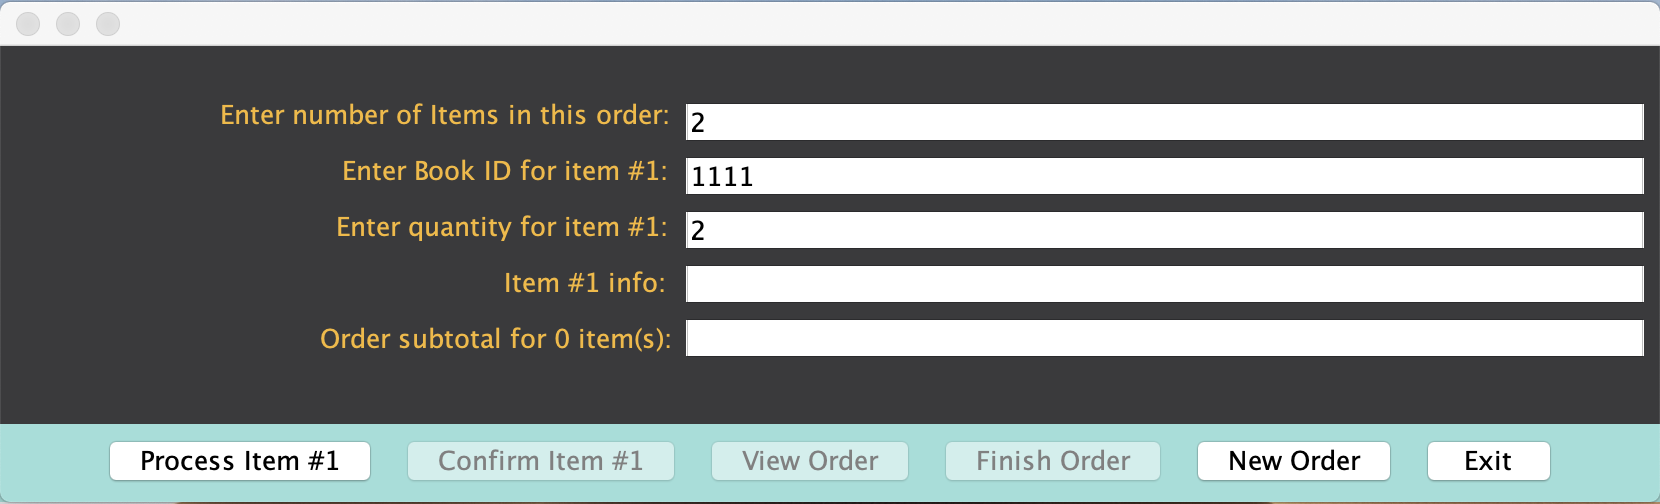 Enter number of Items in this order: 2
Enter Book ID for item #1: 1111
Enter quantity for item #1: 2
Item #1 info:
Order subtotal for 0 item(s):
Process Item #1 Confirm Item #1 View Order Finish Order New Order Exit